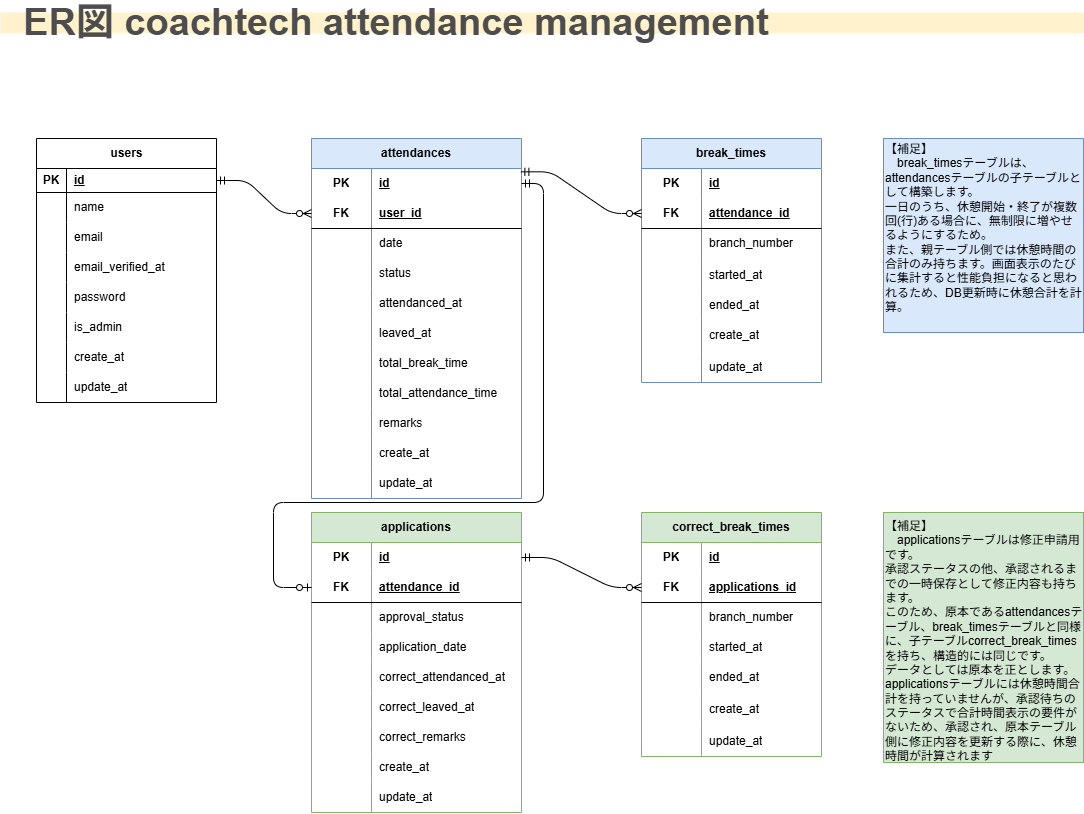 ER図 coachtech attendance management
users
PK id
name
email
email_verified_at
password
is_admin
create_at
update_at
attendances
PK id
FK user_id
date
status
attendanced_at
leaved_at
total_break_time
total_attendance_time
remarks
create_at
update_at
break_times
PK id
FK attendance_id
branch_number
started_at
ended_at
create_at
update_at
【補足】
　break_timesテーブルは、
attendancesテーブルの子テーブルと
して構築します。
一日のうち、休憩開始・終了が複数
回(行)ある場合に、無制限に増やせ
るようにするため。
また、親テーブル側では休憩時間の
合計のみ持ちます。画面表示のたび
に集計すると性能負担になると思わ
れるため、DB更新時に休憩合計を計
算。
applications
PK id
FK attendance_id
approval_status
application_date
correct_attendanced_at
correct_leaved_at
correct_remarks
create_at
update_at
correct_break_times
PK id
FK applications_id
branch_number
started_at
ended_at
create_at
update_at
【補足】
　applicationsテーブルは修正申請用
です。
承認ステータスの他、承認されるま
での一時保存として修正内容も持ち
ます。
このため、原本であるattendancesテ
ーブル、break_timesテーブルと同様
に、子テーブルcorrect_break_times
を持ち、構造的には同じです。
データとしては原本を正とします。
applicationsテーブルには休憩時間合
計を持っていませんが、承認待ちの
ステータスで合計時間表示の要件が
ないため、承認され、原本テーブル
側に修正内容を更新する際に、休憩
時間が計算されます